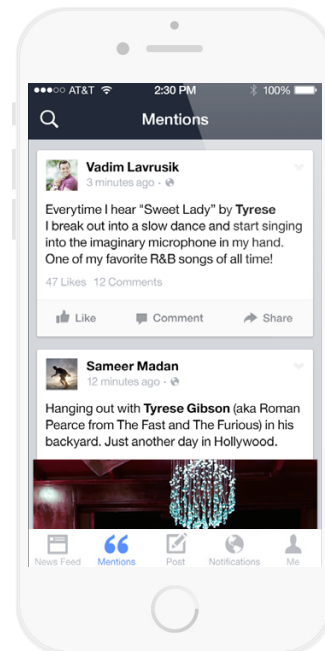 AT&T 2:30 PM 100%
Mentions
Vadim Lavrusik
3 minutes ago ·
Everytime I hear “Sweet Lady” by Tyrese
I break out into a slow dance and start singing
into the imaginary microphone in my hand.
One of my favorite R&B songs of all time!
47 Likes 12 Comments
Like Comment Share
Sameer Madan
12 minutes ago ·
Hanging out with Tyrese Gibson (aka Roman
Pearce from The Fast and The Furious) in his
backyard. Just another day in Hollywood.
News Feed Mentions Post Notifications Me